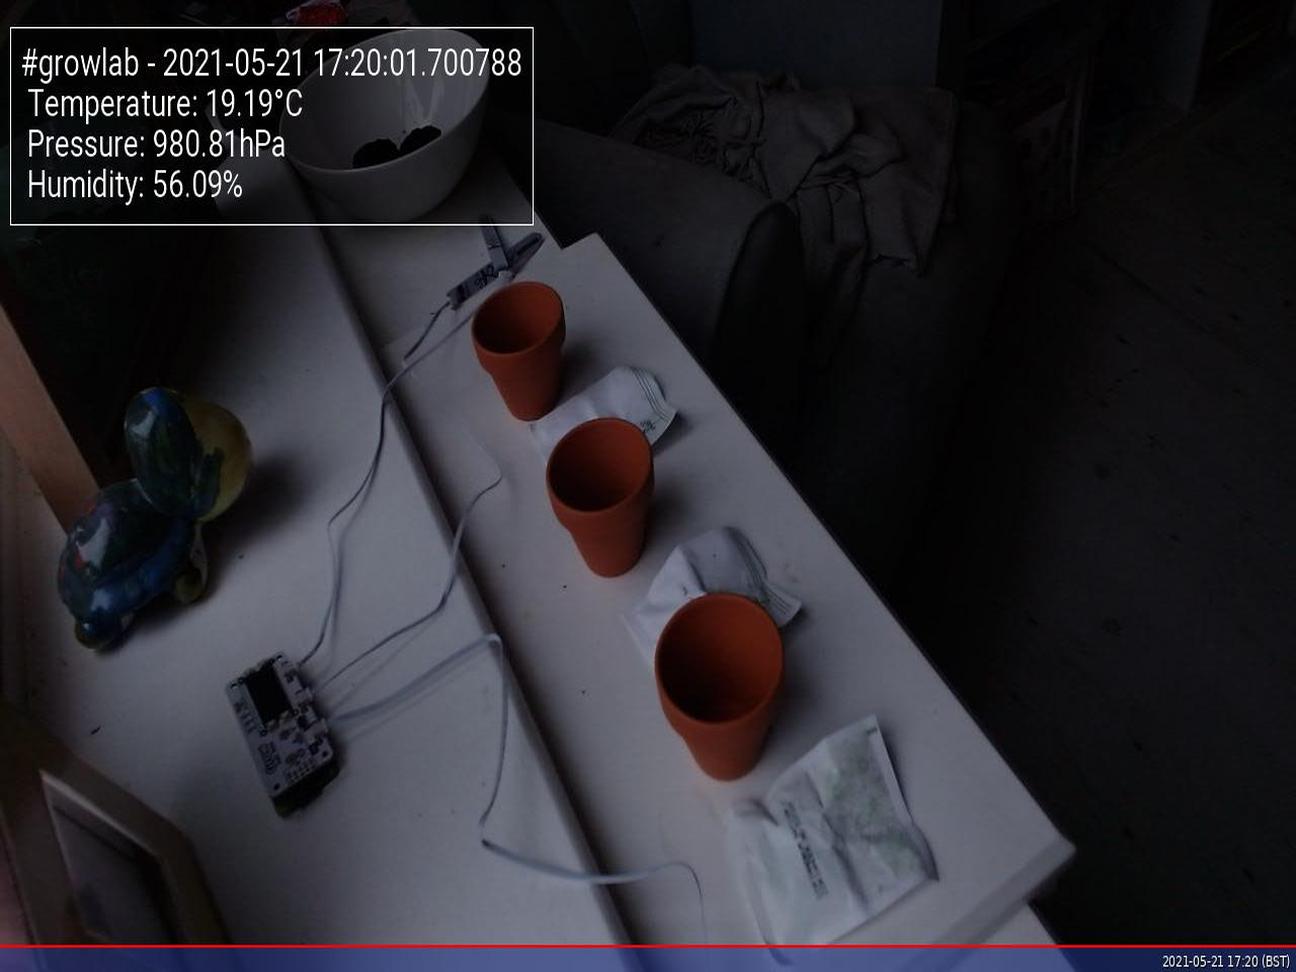 #growlab - 2021-05-21 17:20:01.700788
Temperature: 19.19°C
Pressure: 980.81hPa
Humidity: 56.09%
2021-05-21 17:20 (BST)